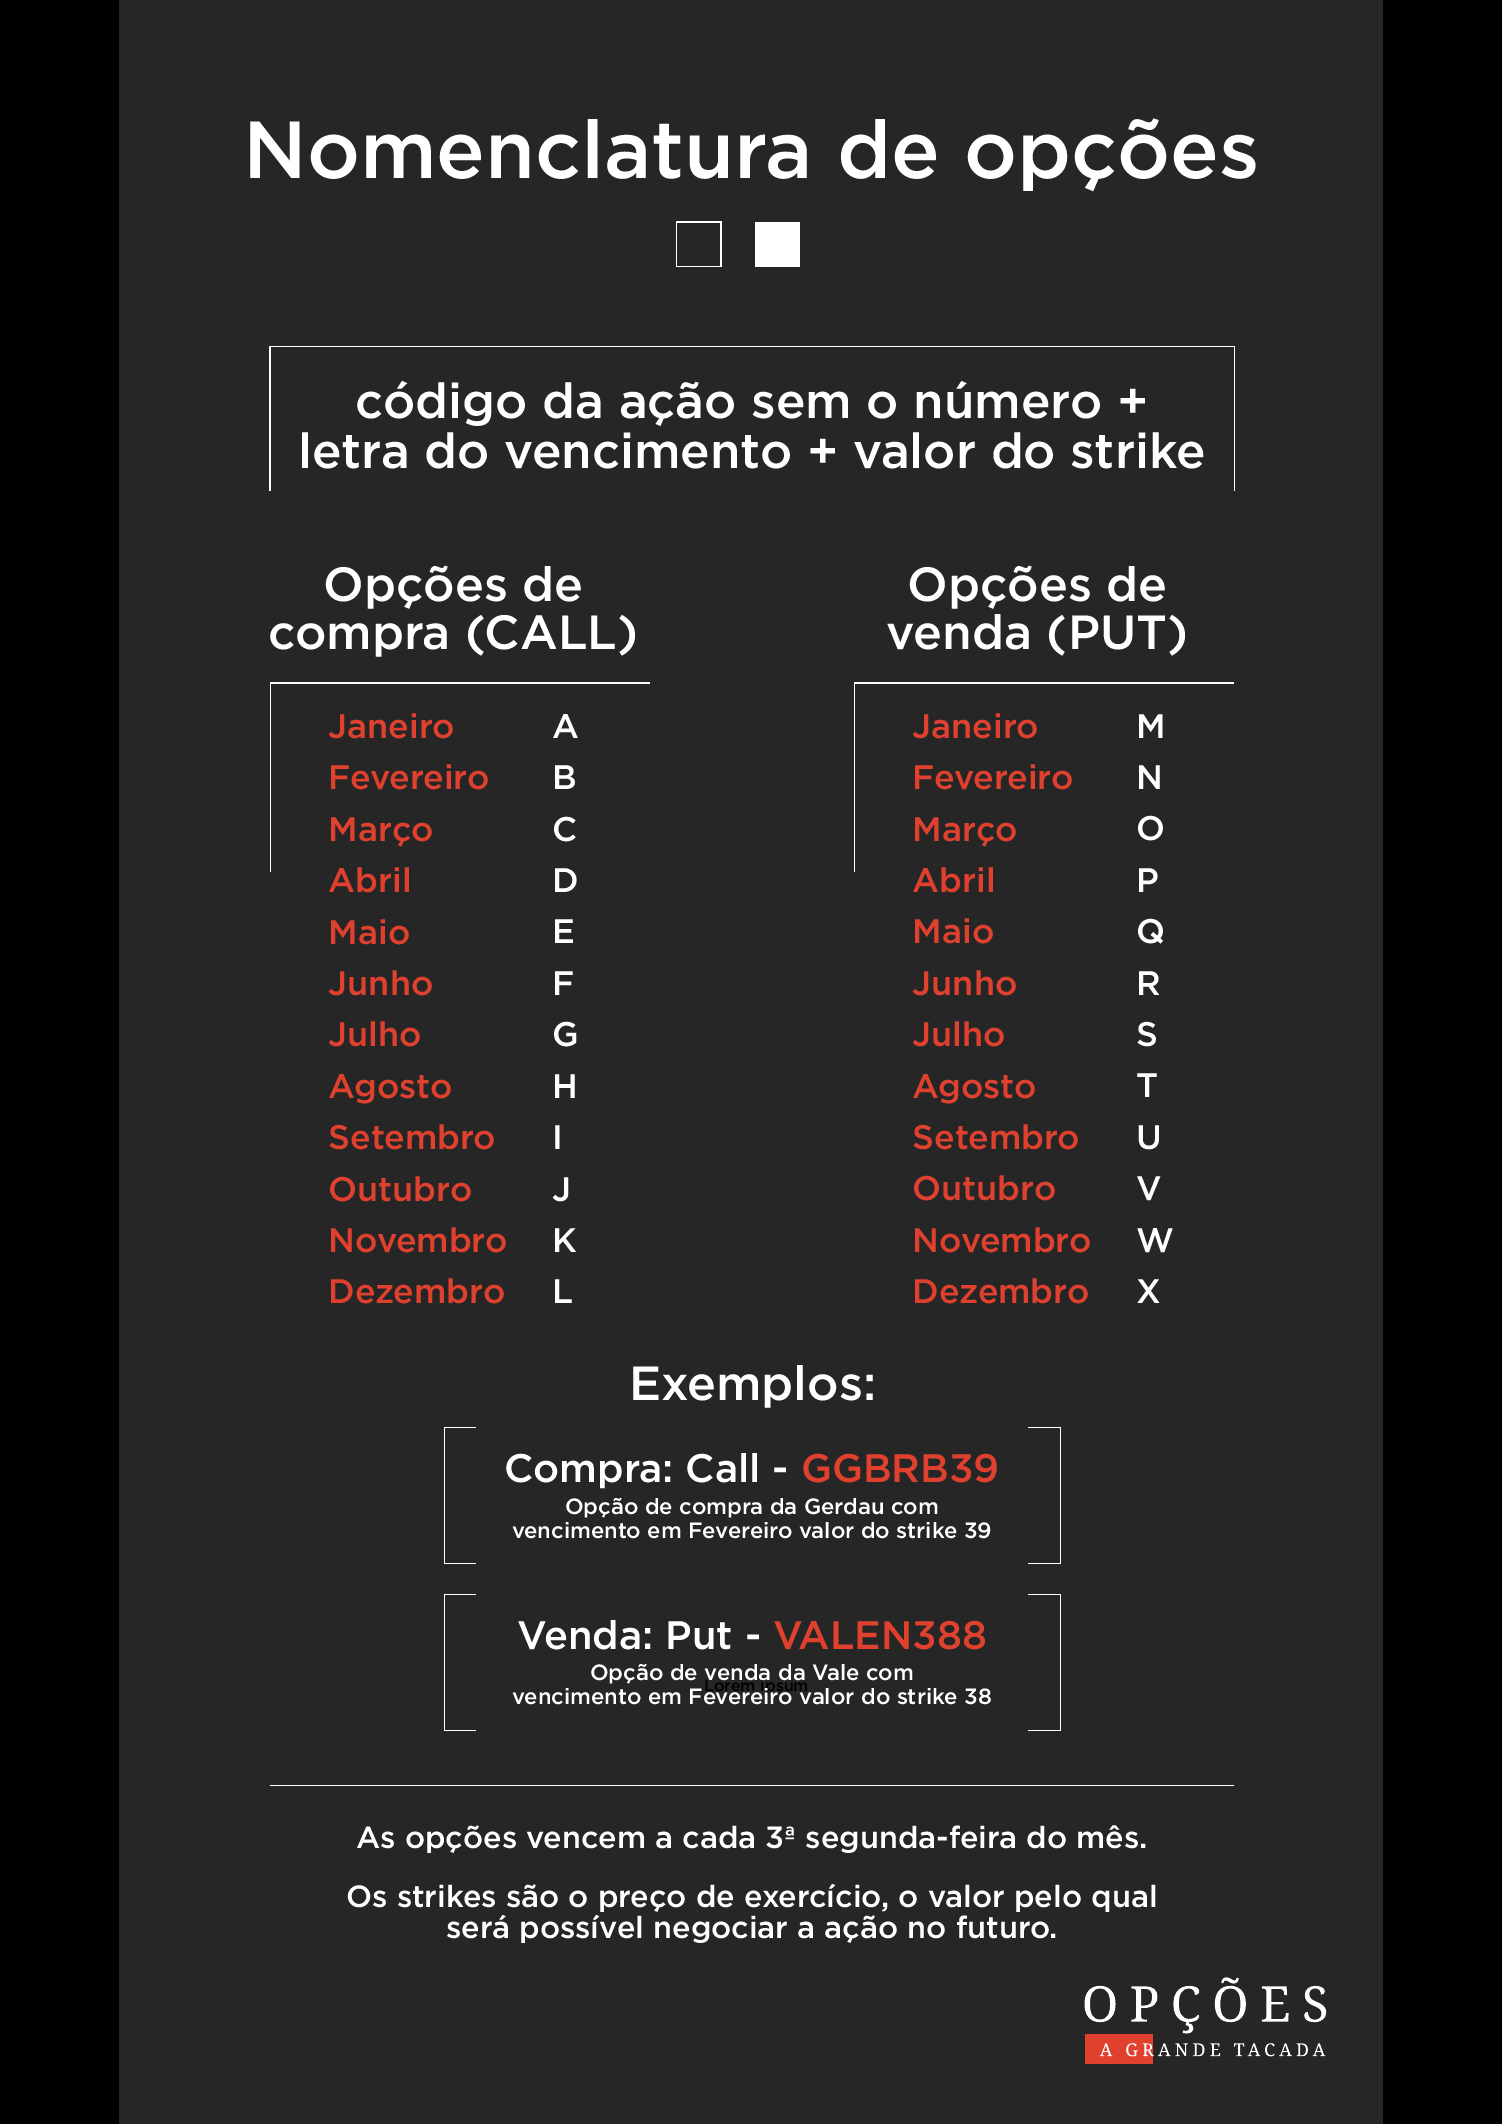 Nomenclatura de opções
código da ação sem o número +
letra do vencimento + valor do strike
Opções de
compra (CALL)
Janeiro A
Fevereiro B
Março C
Abril D
Maio E
Junho F
Julho G
Agosto H
Setembro I
Outubro J
Novembro K
Dezembro L
Opções de
venda (PUT)
Janeiro M
Fevereiro N
Março O
Abril P
Maio Q
Junho R
Julho S
Agosto T
Setembro U
Outubro V
Novembro W
Dezembro X
Exemplos:
Compra: Call - GGBRB39
Opção de compra da Gerdau com
vencimento em Fevereiro valor do strike 39
Venda: Put - VALEN388
Opção de venda da Vale com
Lorem ipsum
vencimento em Fevereiro valor do strike 38
As opções vencem a cada 3ª segunda-feira do mês.
Os strikes são o preço de exercício, o valor pelo qual
será possível negociar a ação no futuro.
OPÇÕES
A GRANDE TACADA